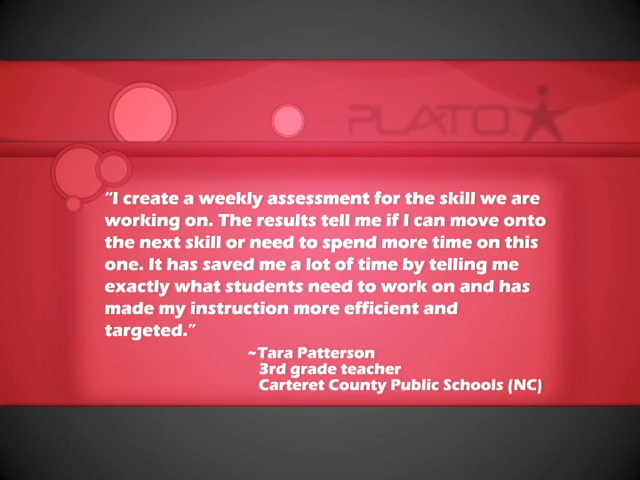 PLATO
"I create a weekly assessment for the skill we are
working on. The results tell me if I can move onto
the next skill or need to spend more time on this
one. It has saved me a lot of time by telling me
exactly what students need to work on and has
made my instruction more efficient and
targeted."
~Tara Patterson
3rd grade teacher
Carteret County Public Schools (NC)